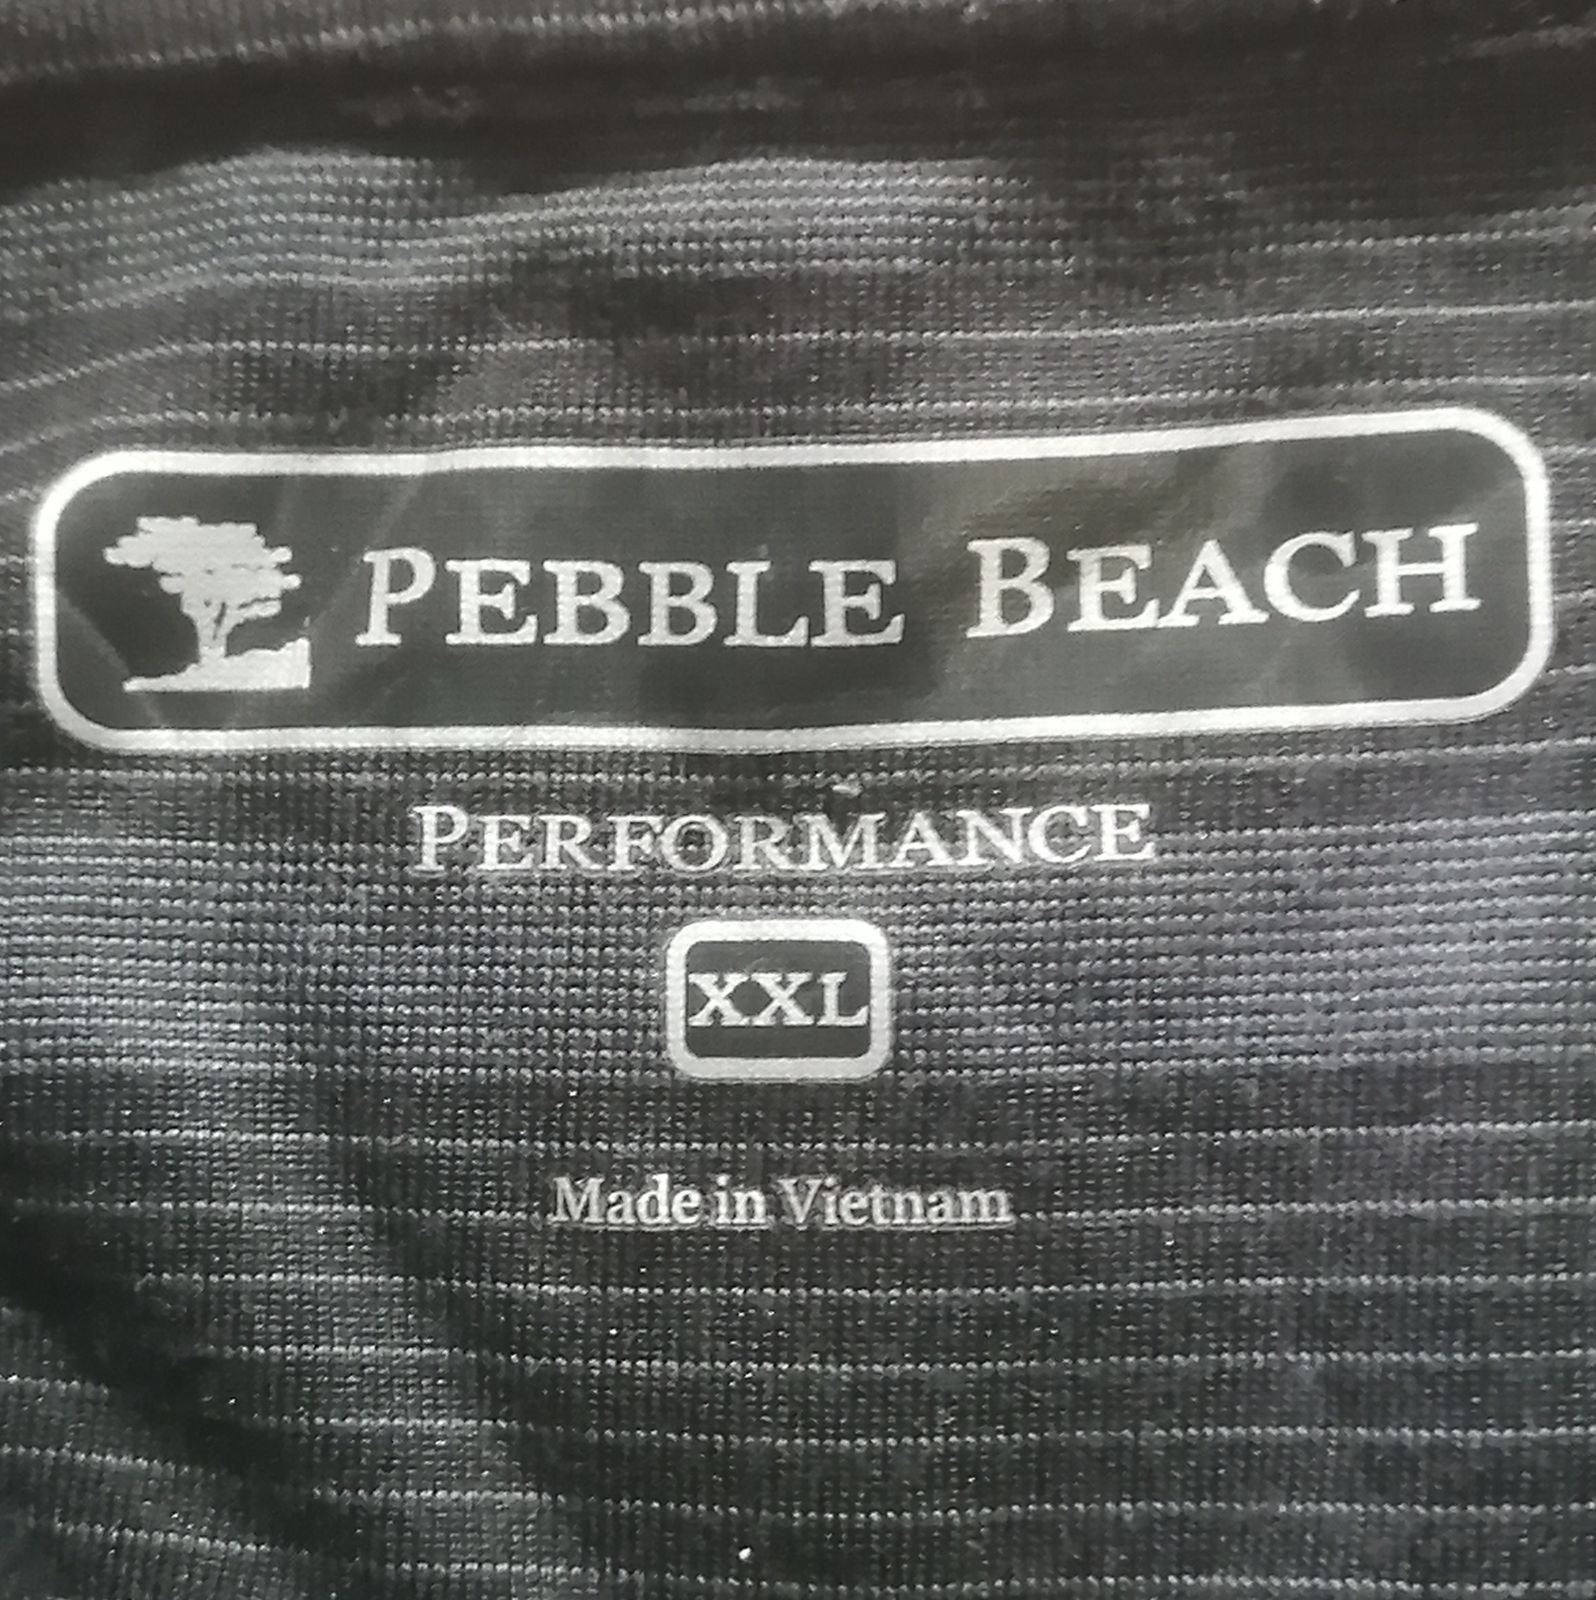 PEBBLE BEACH
PERFORMANCE
XXL
Made in Vietnam